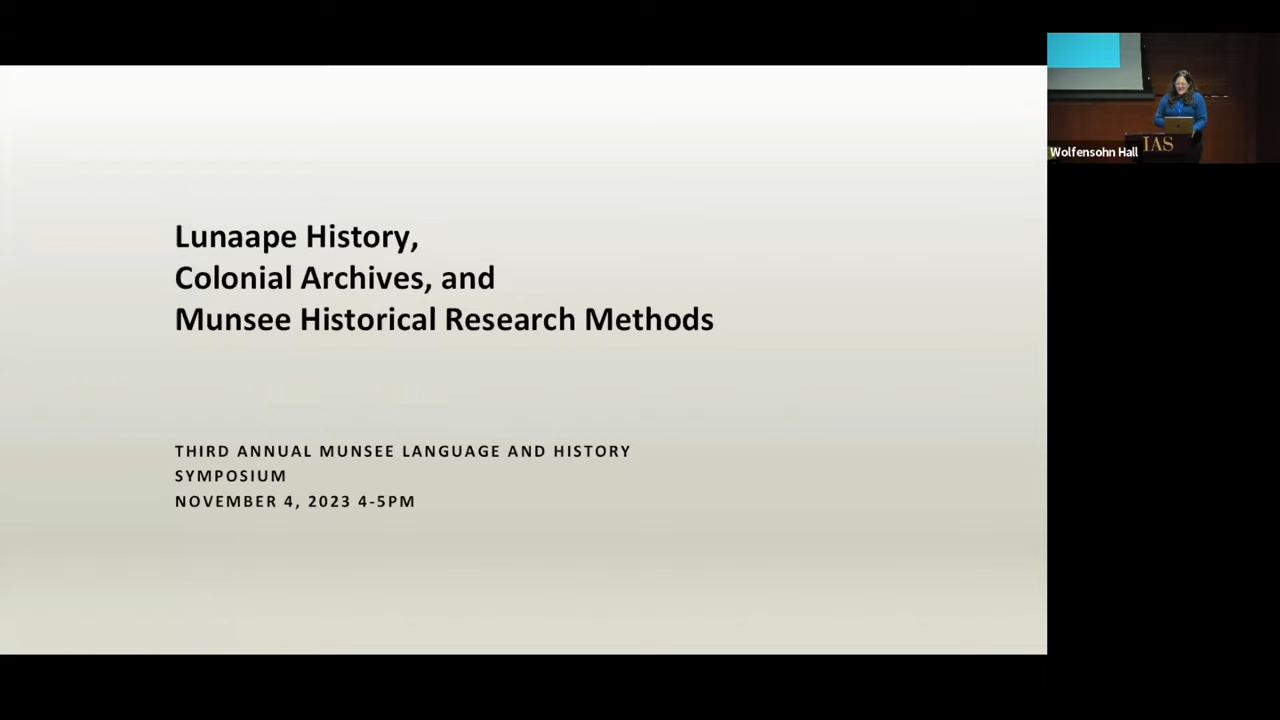 Lunaape History,
Colonial Archives, and
Munsee Historical Research Methods
THIRD ANNUAL MUNSEE LANGUAGE AND HISTORY
SYMPOSIUM
NOVEMBER 4, 2023 4-5PM
Wolfensohn Hall
IAS